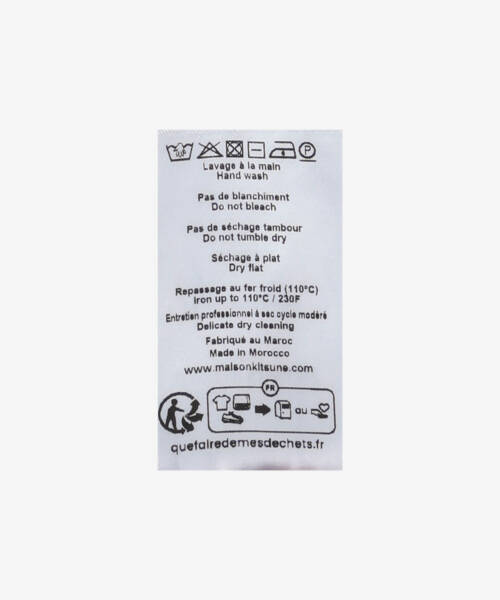 P
Lavage à la main
Hand wash
Pas de blanchiment
Do not bleach
Pas de séchage tambour
Do not tumble dry
Séchage à plat
Dry flat
Repassage au fer froid (110°C)
iron up to 110°C / 230F
Entretien professionnel à sec cycle modéré
Delicate dry cleaning
Fabriqué au Maroc
Made in Morocco
www.maisonkitsune.com
FR
au
quefairedemesdechets.fr